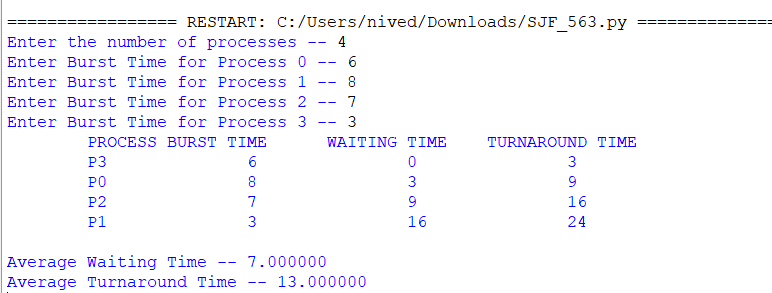 ================= RESTART: C:/Users/nived/Downloads/SJF_563.py ==============
Enter the number of processes -- 4
Enter Burst Time for Process 0 -- 6
Enter Burst Time for Process 1 -- 8
Enter Burst Time for Process 2 -- 7
Enter Burst Time for Process 3 -- 3
PROCESS BURST TIME WAITING TIME TURNAROUND TIME
P3 6 0 3
P0 8 3 9
P2 7 9 16
P1 3 16 24
Average Waiting Time -- 7.000000
Average Turnaround Time -- 13.000000